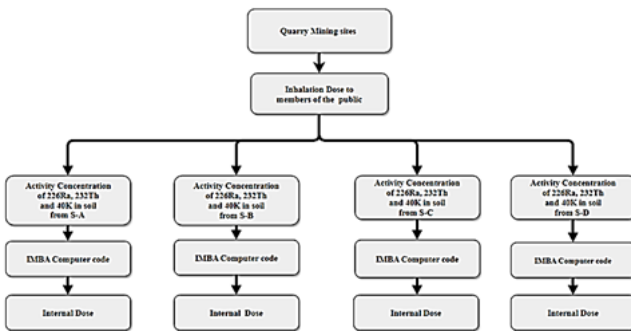 Quarry Mining sites
Inhalation Dose to
members of the public
Activity Concentration
of 226Ra, 232Th
and 40K in soil
from S-A
Activity Concentration
of 226Ra, 232Th
and 40K in soil
from S-B
Activity Concentration
of 226Ra, 232Th
and 40K in soil
from S-C
Activity Concentration
of 226Ra, 232Th
and 40K in soil
from S-D
IMBA Computer code
IMBA Computer code
IMBA Computer code
IMBA Computer code
Internal Dose
Internal Dose
Internal Dose
Internal Dose